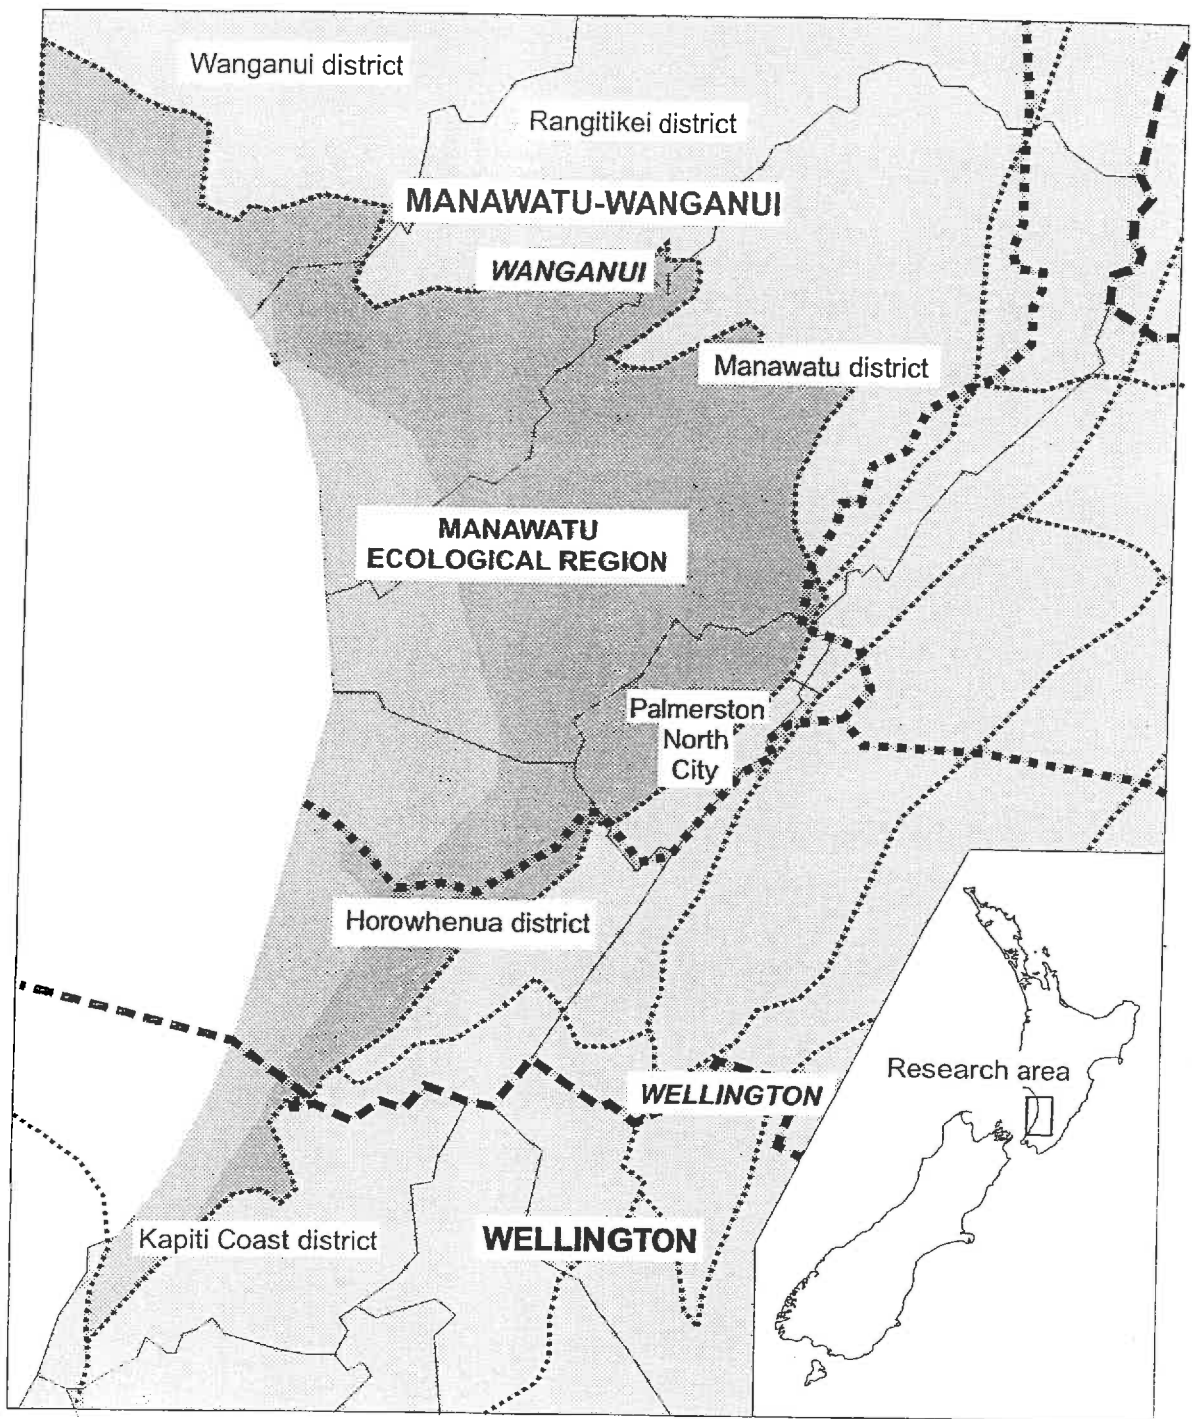 Wanganui district
Rangitikei district
MANAWATU-WANGANUI
WANGANUI
Manawatu district
MANAWATU
ECOLOGICAL REGION
Palmerston
North
City
Horowhenua district
Research area
WELLINGTON
Kapiti Coast district
WELLINGTON